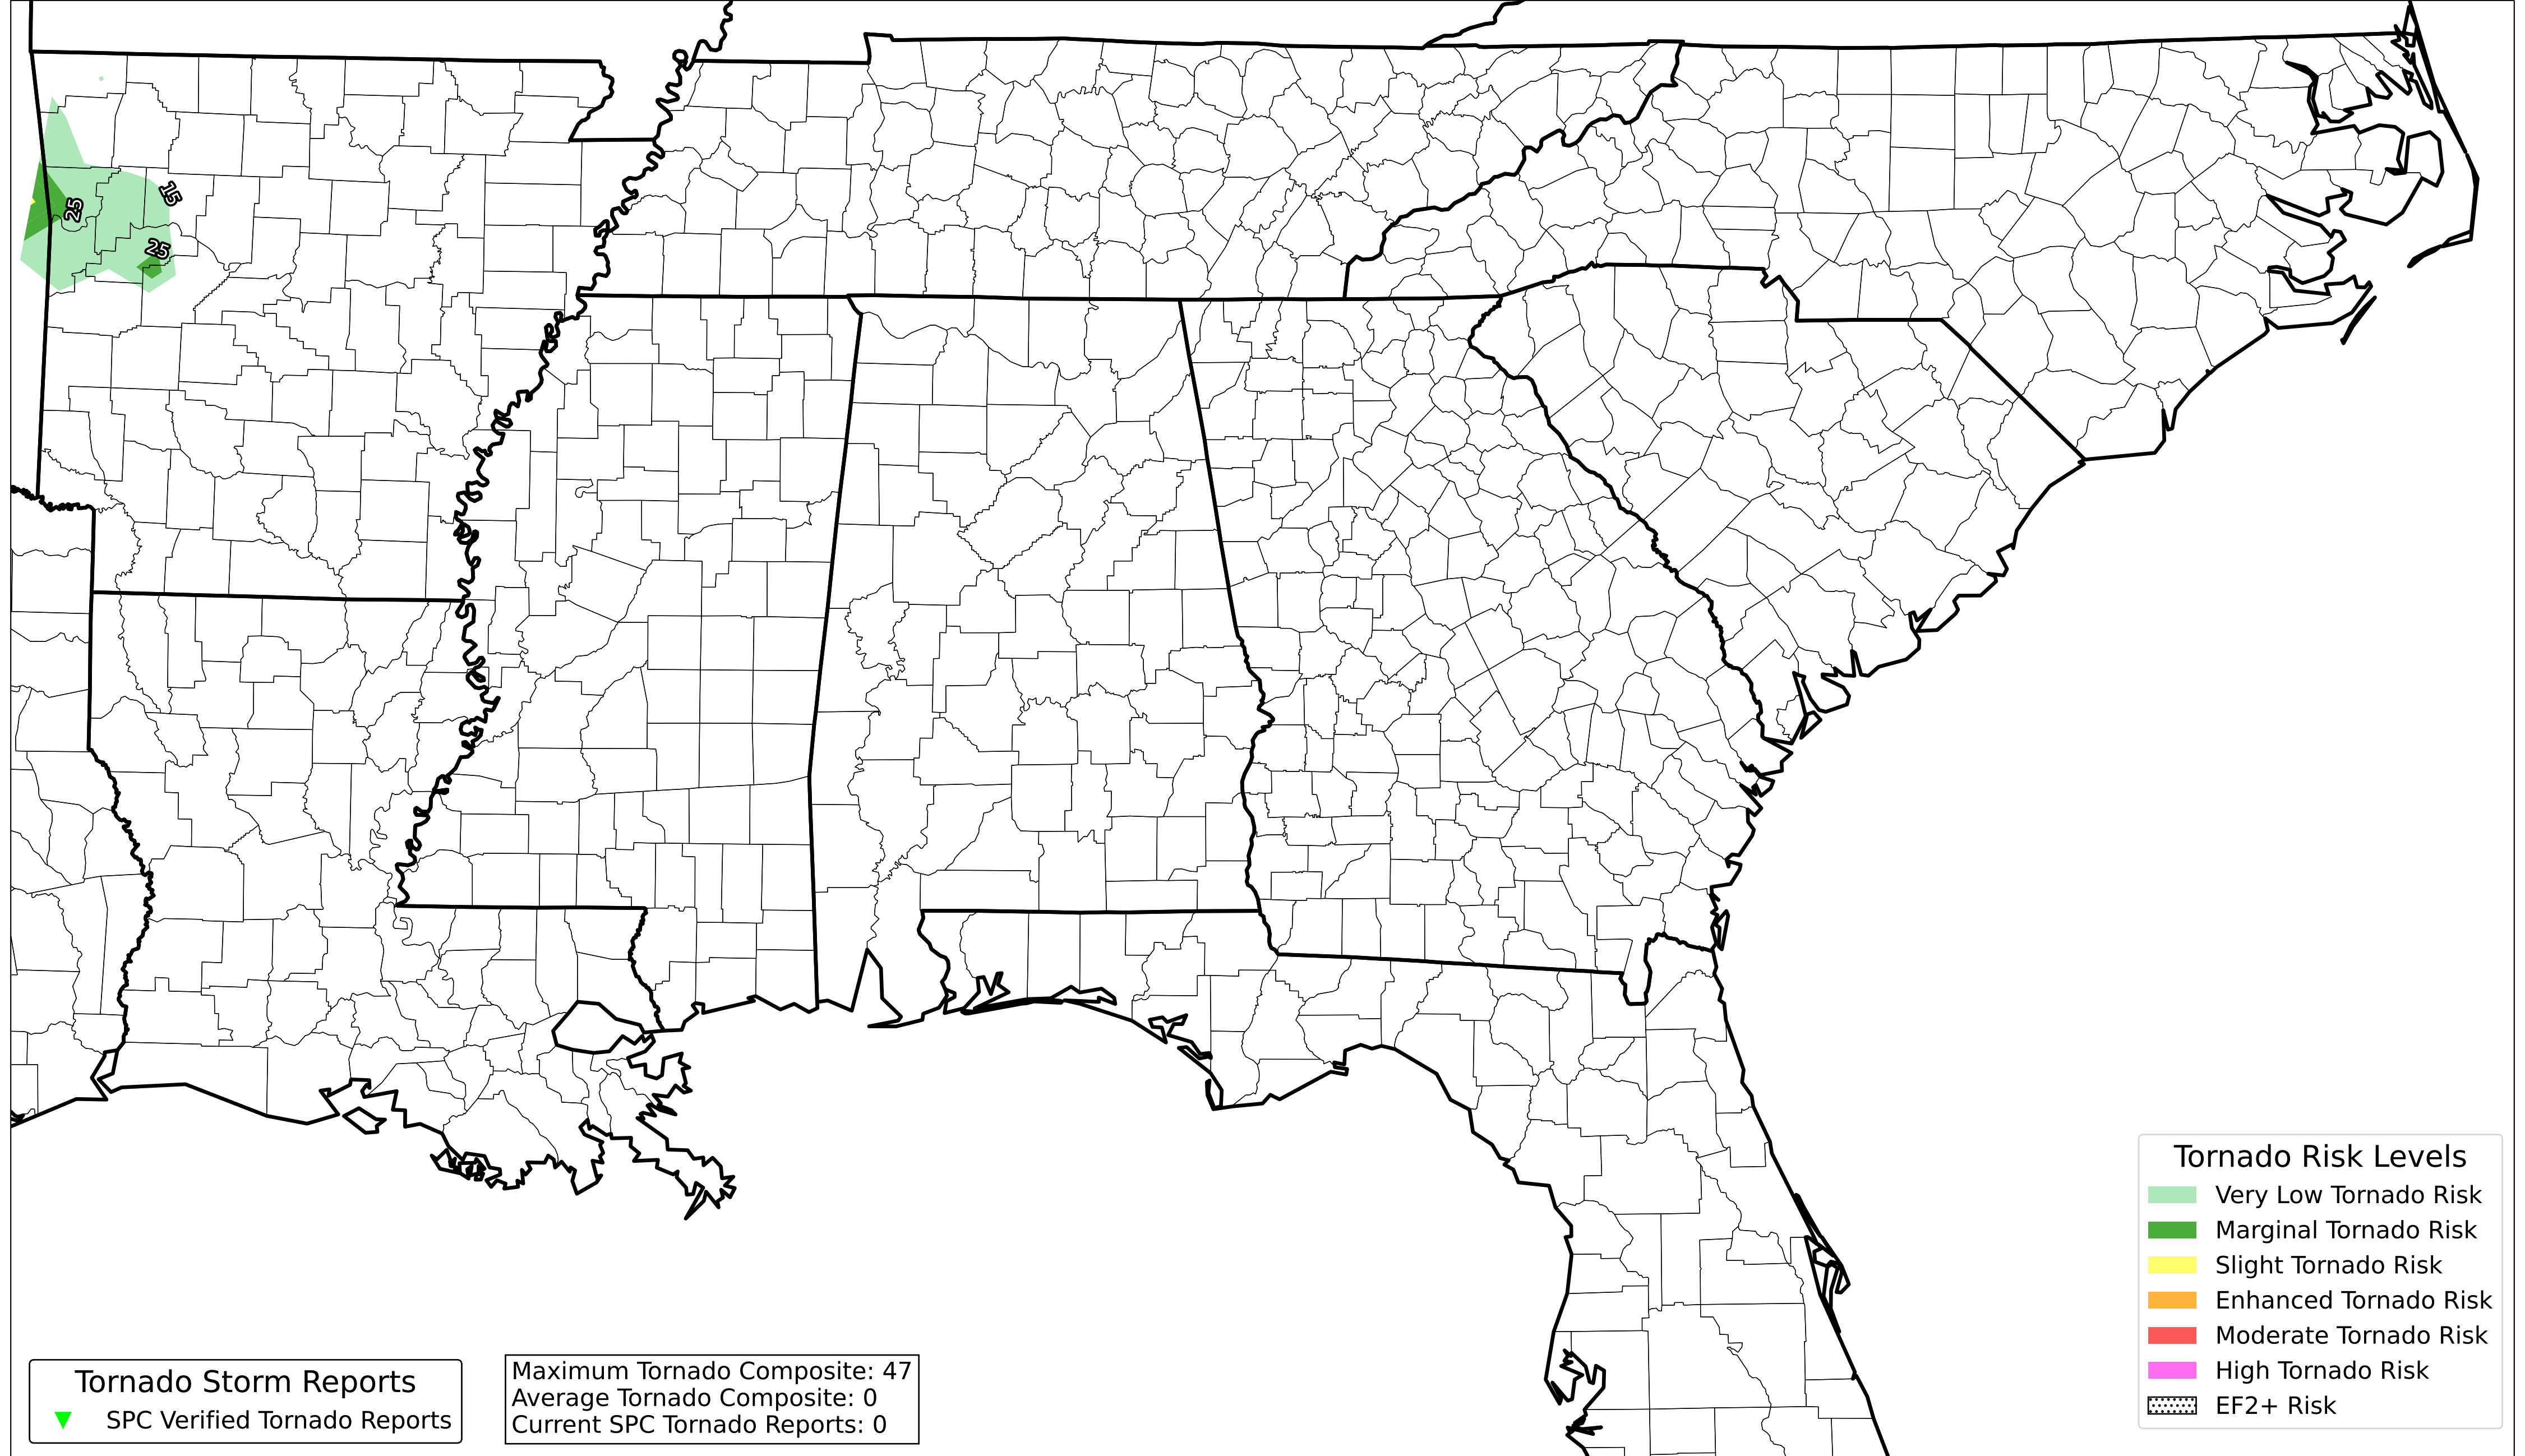 15
25
25
Tornado Storm Reports
SPC Verified Tornado Reports
Maximum Tornado Composite: 47
Average Tornado Composite: 0
Current SPC Tornado Reports: 0
Tornado Risk Levels
Very Low Tornado Risk
Marginal Tornado Risk
Slight Tornado Risk
Enhanced Tornado Risk
Moderate Tornado Risk
High Tornado Risk
EF2+ Risk